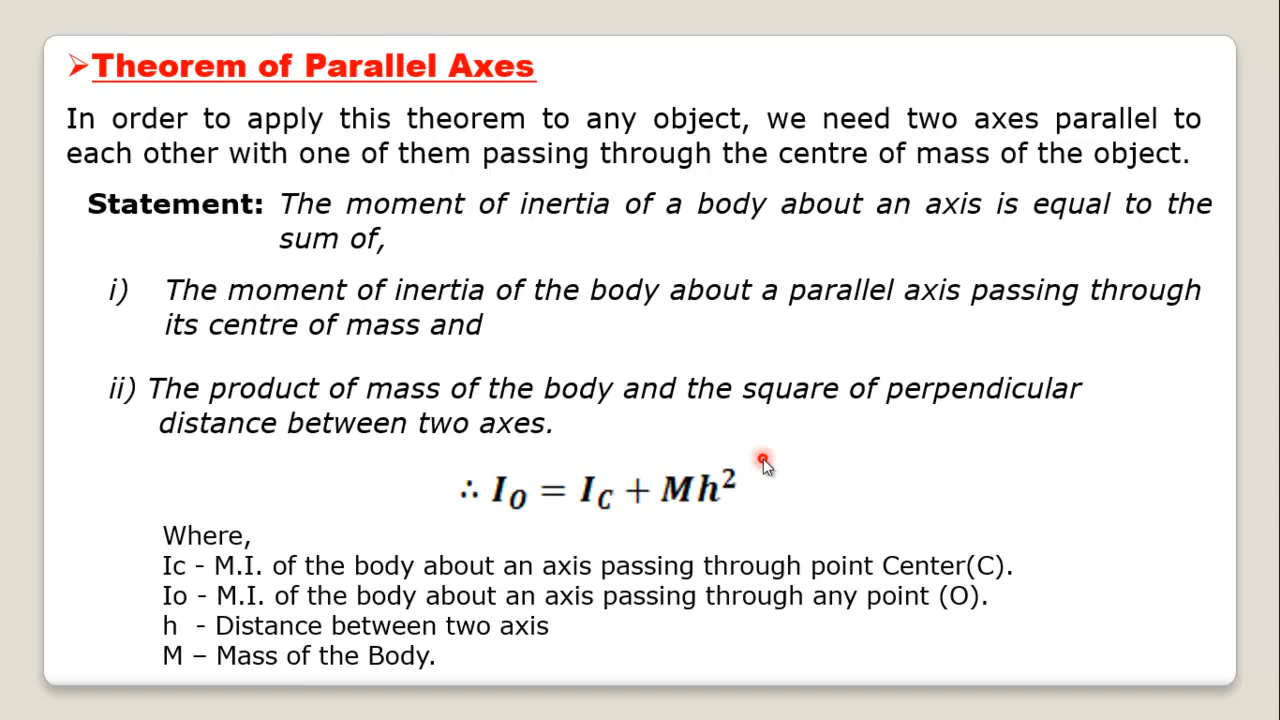 ➢Theorem of Parallel Axes
In order to apply this theorem to any object, we need two axes parallel to
each other with one of them passing through the centre of mass of the object.
Statement: The moment of inertia of a body about an axis is equal to the
sum of,
i) The moment of inertia of the body about a parallel axis passing through
its centre of mass and
ii) The product of mass of the body and the square of perpendicular
distance between two axes.
∴ I_O = I_C + Mh²
Where,
Ic - M.I. of the body about an axis passing through point Center(C).
Io - M.I. of the body about an axis passing through any point (O).
h - Distance between two axis
M – Mass of the Body.